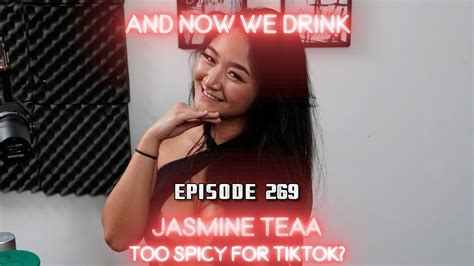 AND NOW WE DRINK
EPISODE 269
JASMINE TEAA
TOO SPICY FOR TIKTOK?